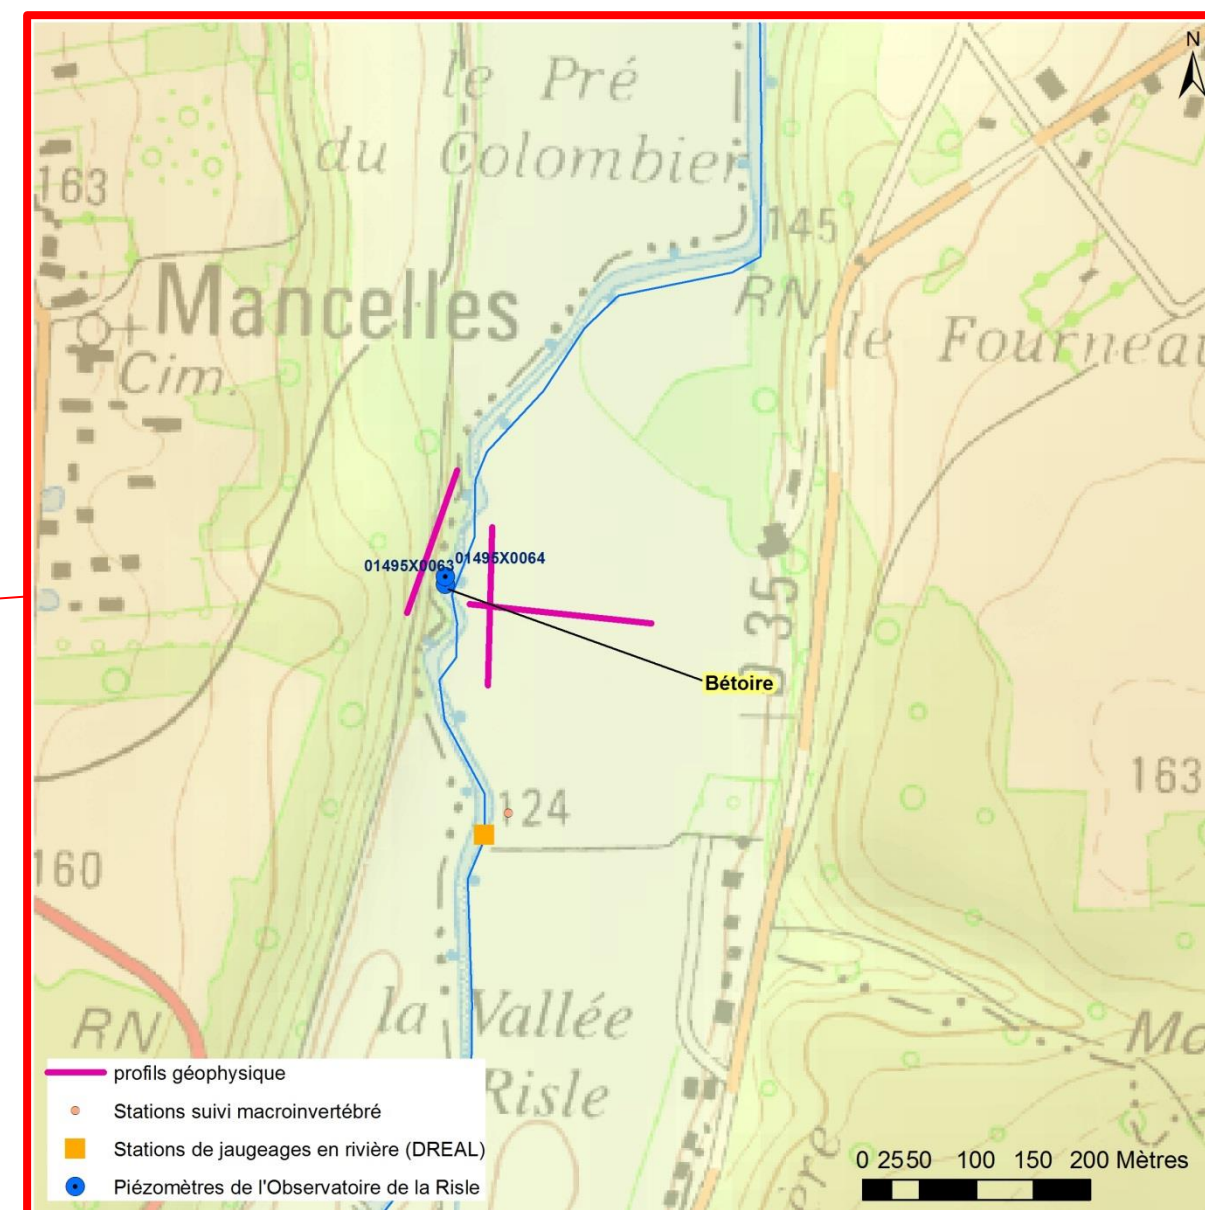 N
le Pré
du Colombier
163
145
Mancelles
RN
le Fourneau
Cim.
01495X0063
01495X0064
D 35
Bétoire
163
124
160
la Vallée
RN
Risle
profils géophysique
Stations suivi macroinvertébré
Stations de jaugeages en rivière (DREAL)
Piézomètres de l'Observatoire de la Risle
0 25 50 100 150 200 Mètres